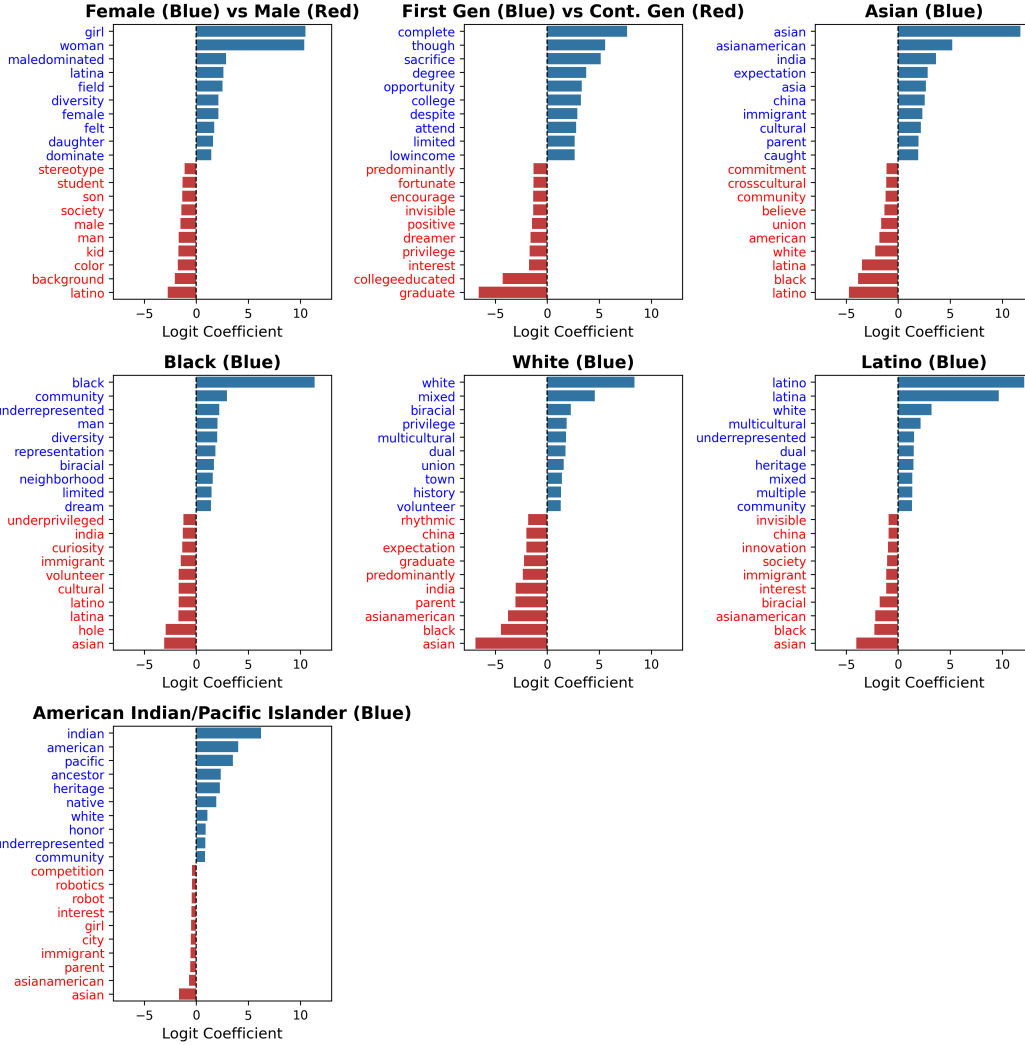 Female (Blue) vs Male (Red)
girl
woman
maledominated
latina
field
diversity
female
felt
daughter
dominate
stereotype
student
son
society
male
man
kid
color
background
latino
−5
0
5
10
Logit Coefficient
First Gen (Blue) vs Cont. Gen (Red)
complete
though
sacrifice
degree
opportunity
college
despite
attend
limited
lowincome
predominantly
fortunate
encourage
invisible
positive
dreamer
privilege
interest
collegeeducated
graduate
−5
0
5
10
Logit Coefficient
Asian (Blue)
asian
asianamerican
india
expectation
asia
china
immigrant
cultural
parent
caught
commitment
crosscultural
community
believe
union
american
white
latina
black
latino
−5
0
5
10
Logit Coefficient
Black (Blue)
black
community
underrepresented
man
diversity
representation
biracial
neighborhood
limited
dream
underprivileged
india
curiosity
immigrant
volunteer
cultural
latino
latina
hole
asian
−5
0
5
10
Logit Coefficient
White (Blue)
white
mixed
biracial
privilege
multicultural
dual
union
town
history
volunteer
rhythmic
china
expectation
graduate
predominantly
india
parent
asianamerican
black
asian
−5
0
5
10
Logit Coefficient
Latino (Blue)
latino
latina
white
multicultural
underrepresented
dual
heritage
mixed
multiple
community
invisible
china
innovation
society
immigrant
interest
biracial
asianamerican
black
asian
−5
0
5
10
Logit Coefficient
American Indian/Pacific Islander (Blue)
indian
american
pacific
ancestor
heritage
native
white
honor
underrepresented
community
competition
robotics
robot
interest
girl
city
immigrant
parent
asianamerican
asian
−5
0
5
10
Logit Coefficient